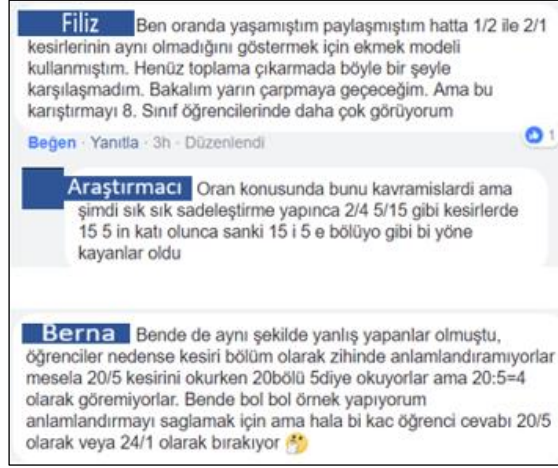 Filiz Ben oranda yaşamıştım paylaşmıştım hatta 1/2 ile 2/1
kesirlerinin aynı olmadığını göstermek için ekmek modeli
kullanmıştım. Henüz toplama çıkarmada böyle bir şeyle
karşılaşmadım. Bakalım yarın çarpmaya geçeceğim. Ama bu
karıştırmayı 8. Sınıf öğrencilerinde daha çok görüyorum
Beğen · Yanıtla · 3h · Düzenlendi
1
Araştırmacı Oran konusunda bunu kavramislardi ama
şimdi sık sık sadeleştirme yapınca 2/4 5/15 gibi kesirlerde
15 5 in katı olunca sanki 15 i 5 e bölüyo gibi bi yöne
kayanlar oldu
Berna Bende de aynı şekilde yanlış yapanlar olmuştu,
öğrenciler nedense kesiri bölüm olarak zihinde anlamlandıramıyorlar
mesela 20/5 kesirini okurken 20bölü 5diye okuyorlar ama 20:5=4
olarak göremiyorlar. Bende bol bol örnek yapıyorum
anlamlandırmayı saglamak için ama hala bi kac öğrenci cevabı 20/5
olarak veya 24/1 olarak bırakıyor 🤔